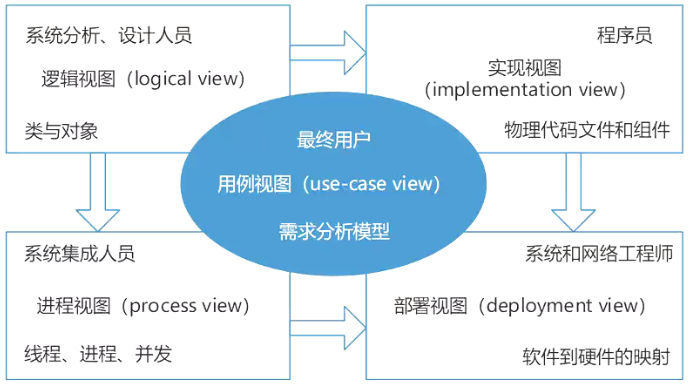 系统分析、设计人员
逻辑视图（logical view）
类与对象
程序员
实现视图
（implementation view）
物理代码文件和组件
最终用户
用例视图（use-case view）
需求分析模型
系统集成人员
进程视图（process view）
线程、进程、并发
系统和网络工程师
部署视图（deployment view）
软件到硬件的映射